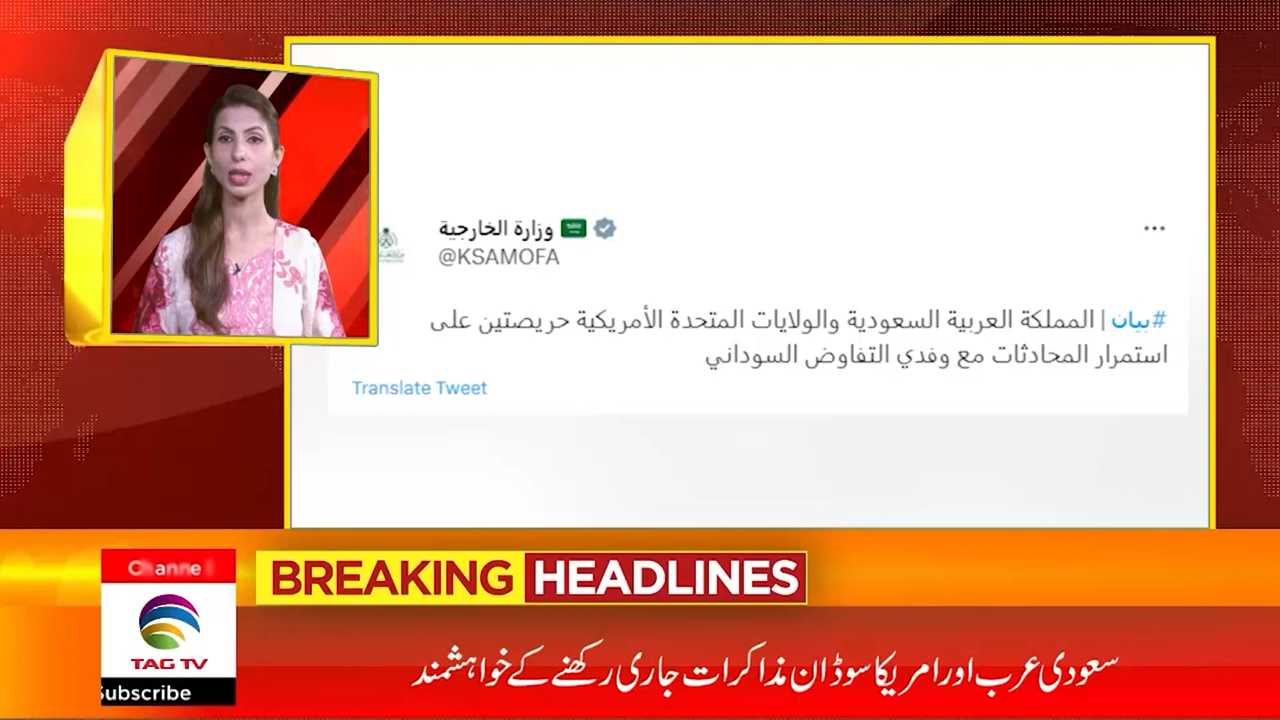 وزارة الخارجية
@KSAMOFA
#بيان | المملكة العربية السعودية والولايات المتحدة الأمريكية حريصتين على
استمرار المحادثات مع وفدي التفاوض السوداني
Translate Tweet
Channel
TAG TV
Subscribe
BREAKING HEADLINES
سعودی عرب اور امریکا سوڈان مذاکرات جاری رکھنے کے خواہشمند